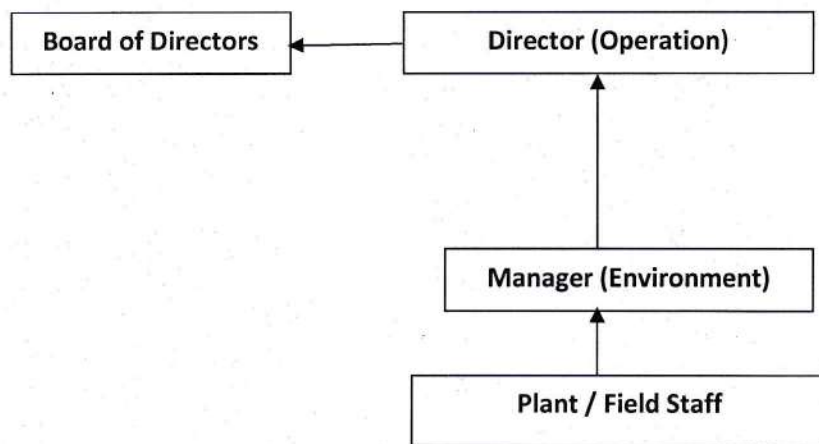 Board of Directors
Director (Operation)
Manager (Environment)
Plant / Field Staff